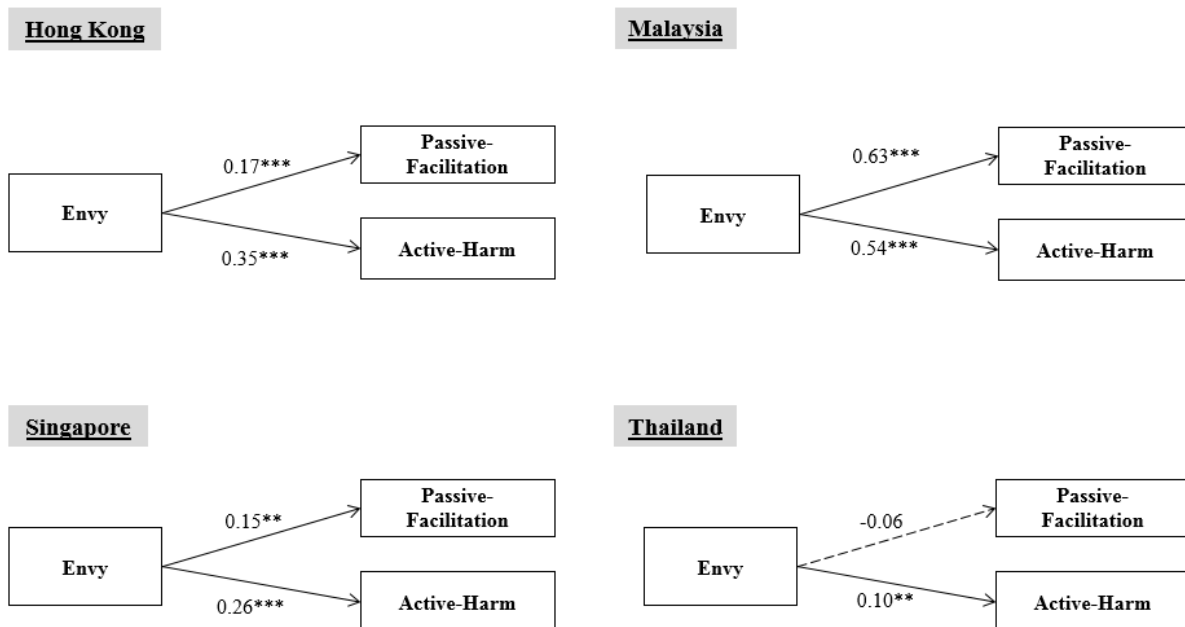 Hong Kong
Passive-
Facilitation
0.17***
Envy
0.35***
Active-Harm
Malaysia
Passive-
Facilitation
0.63***
Envy
0.54***
Active-Harm
Singapore
Passive-
Facilitation
0.15**
Envy
0.26***
Active-Harm
Thailand
Passive-
Facilitation
-0.06
Envy
0.10**
Active-Harm